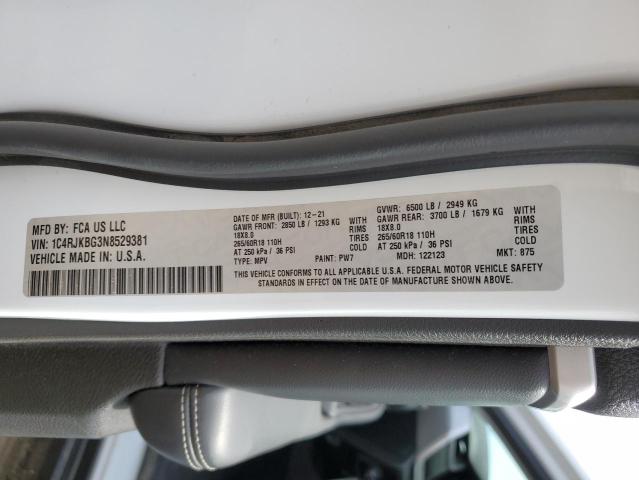 MFD BY: FCA US LLC
VIN: 1C4RJKBG3N8529381
VEHICLE MADE IN U.S.A.
DATE OF MFR (BUILT): 12-21
GAWR FRONT: 2850 LB / 1293 KG WITH
18X8.0 RIMS
265/60R18 110H TIRES
AT 250 kPa / 36 PSI COLD
TYPE: MPV PAINT: PW7
GVWR: 6500 LB / 2949 KG
GAWR REAR: 3700 LB / 1679 KG WITH
18X8.0 RIMS
265/60R18 110H TIRES
AT 250 kPa / 36 PSI COLD
MDH: 122123 MKT: 875
THIS VEHICLE CONFORMS TO ALL APPLICABLE U.S.A. FEDERAL MOTOR VEHICLE SAFETY
STANDARDS IN EFFECT ON THE DATE OF MANUFACTURE SHOWN ABOVE.